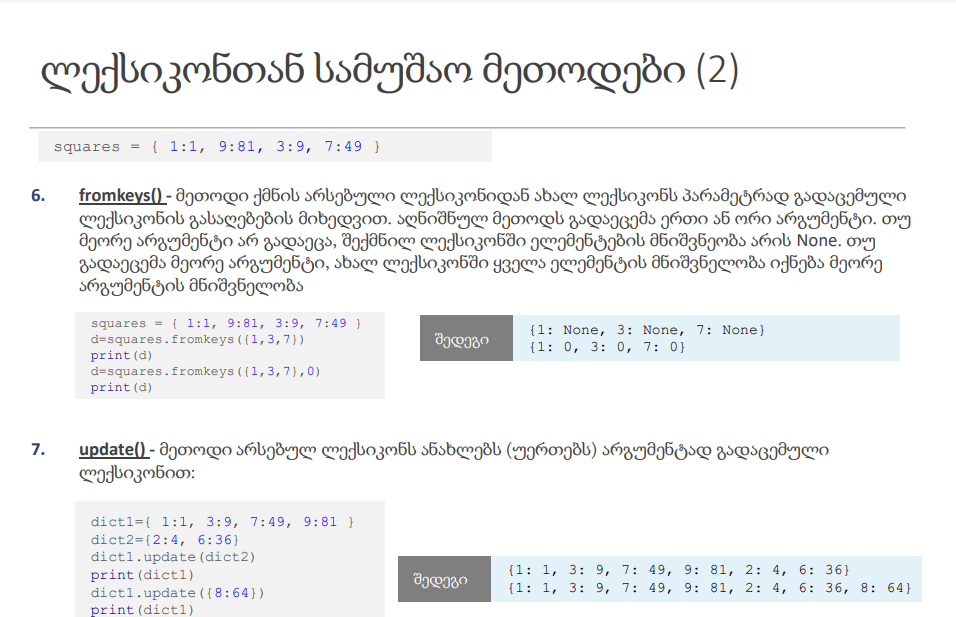 ლექსიკონთან სამუშაო მეთოდები (2)
squares = { 1:1, 9:81, 3:9, 7:49 }
6. fromkeys() - მეთოდი ქმნის არსებული ლექსიკონიდან ახალ ლექსიკონს პარამეტრად გადაცემული
ლექსიკონის გასაღებების მიხედვით. აღნიშნულ მეთოდს გადაეცემა ერთი ან ორი არგუმენტი. თუ
მეორე არგუმენტი არ გადაეცა, შექმნილ ლექსიკონში ელემენტების მნიშვნეობა არის None. თუ
გადაეცემა მეორე არგუმენტი, ახალ ლექსიკონში ყველა ელემენტის მნიშვნელობა იქნება მეორე
არგუმენტის მნიშვნელობა
squares = { 1:1, 9:81, 3:9, 7:49 }
d=squares.fromkeys({1,3,7})
print(d)
d=squares.fromkeys({1,3,7},0)
print(d)
შედეგი
{1: None, 3: None, 7: None}
{1: 0, 3: 0, 7: 0}
7. update() - მეთოდი არსებულ ლექსიკონს ანახლებს (უერთებს) არგუმენტად გადაცემული
ლექსიკონით:
dict1={ 1:1, 3:9, 7:49, 9:81 }
dict2={2:4, 6:36}
dict1.update(dict2)
print(dict1)
dict1.update({8:64})
print(dict1)
შედეგი
{1: 1, 3: 9, 7: 49, 9: 81, 2: 4, 6: 36}
{1: 1, 3: 9, 7: 49, 9: 81, 2: 4, 6: 36, 8: 64}